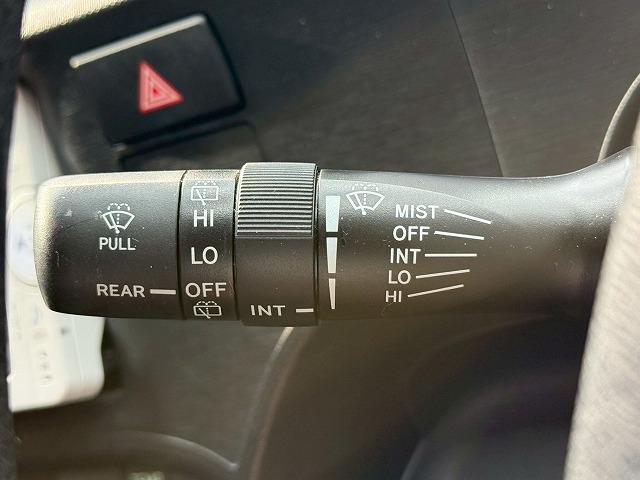 PULL
REAR
HI
LO
OFF
INT
MIST
OFF
INT
LO
HI